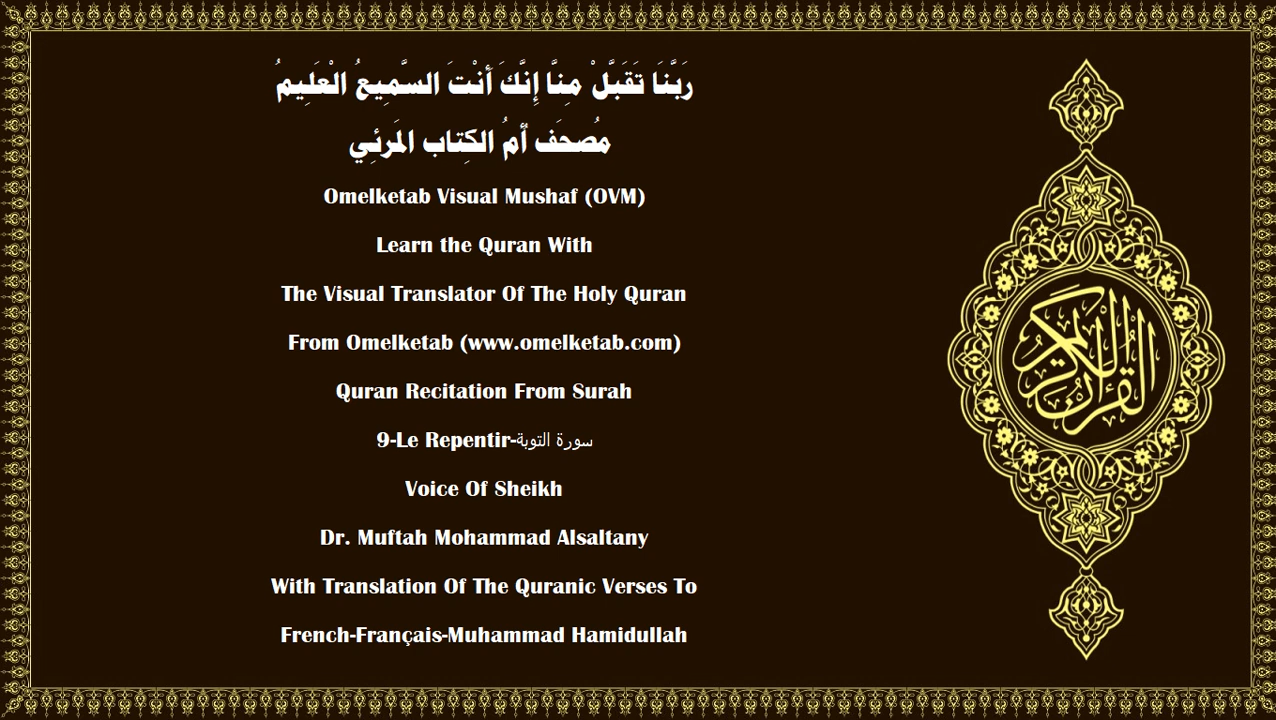 رَبَّنَا تَقَبَّلْ مِنَّا إِنَّكَ أَنْتَ السَّمِيعُ الْعَلِيمُ
مُصحَف أمُ الكِتاب المَرئِي
Omelketab Visual Mushaf (OVM)
Learn the Quran With
The Visual Translator Of The Holy Quran
From Omelketab (www.omelketab.com)
Quran Recitation From Surah
9-Le Repentir-سورة التوبة
Voice Of Sheikh
Dr. Muftah Mohammad Alsaltany
With Translation Of The Quranic Verses To
French-Français-Muhammad Hamidullah
القرآن الكريم